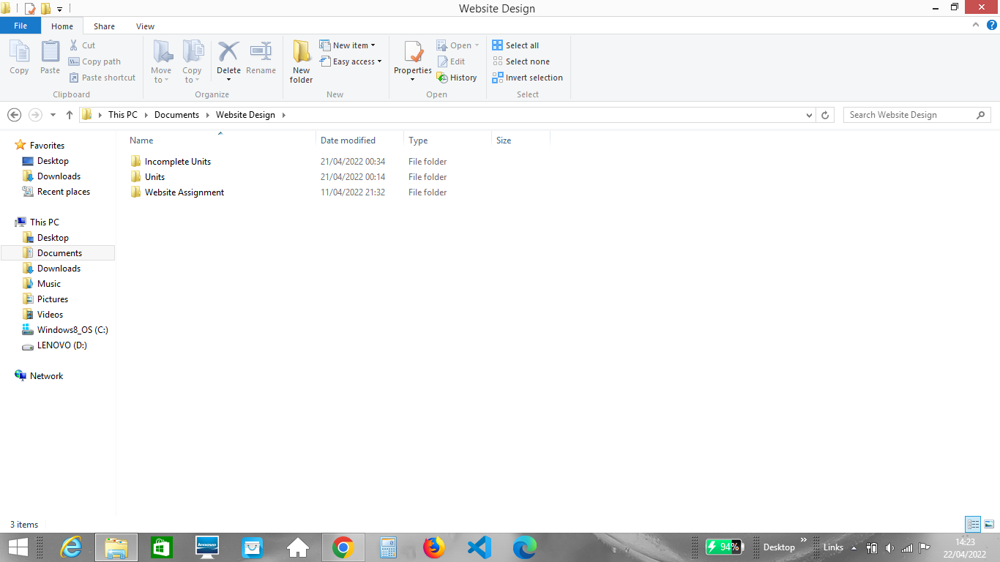 Website Design
File Home Share View
Copy
Paste
Cut
Copy path
Paste shortcut
Clipboard
Move to
Copy to
Delete
Rename
Organize
New folder
New item
Easy access
New
Properties
Open
Edit
History
Open
Select all
Select none
Invert selection
Select
This PC Documents Website Design
Search Website Design
Favorites
Desktop
Downloads
Recent places
This PC
Desktop
Documents
Downloads
Music
Pictures
Videos
Windows8_OS (C:)
LENOVO (D:)
Network
Name Date modified Type Size
Incomplete Units 21/04/2022 00:34 File folder
Units 21/04/2022 00:14 File folder
Website Assignment 11/04/2022 21:32 File folder
3 items
lenovo
94%
Desktop
Links
14:23
22/04/2022